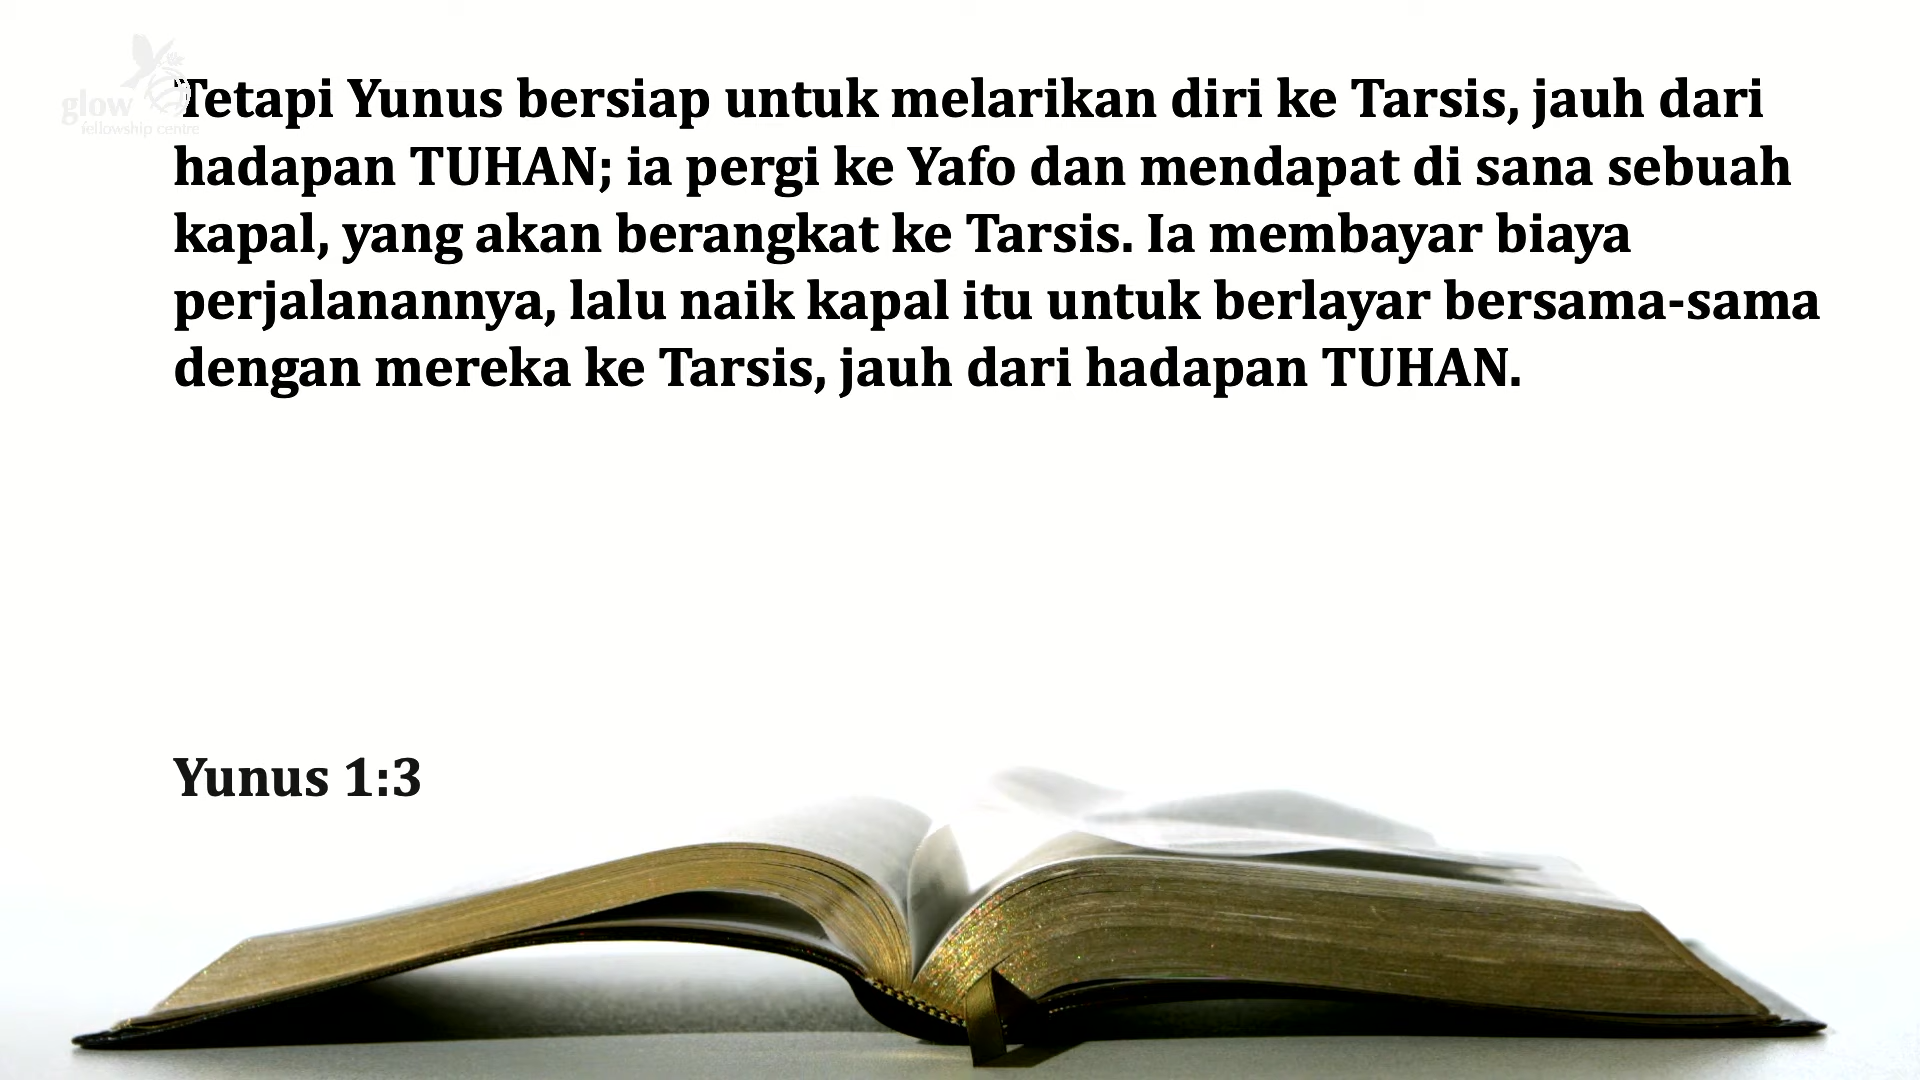 glow
fellowship centre
Tetapi Yunus bersiap untuk melarikan diri ke Tarsis, jauh dari
hadapan TUHAN; ia pergi ke Yafo dan mendapat di sana sebuah
kapal, yang akan berangkat ke Tarsis. Ia membayar biaya
perjalanannya, lalu naik kapal itu untuk berlayar bersama-sama
dengan mereka ke Tarsis, jauh dari hadapan TUHAN.
Yunus 1:3